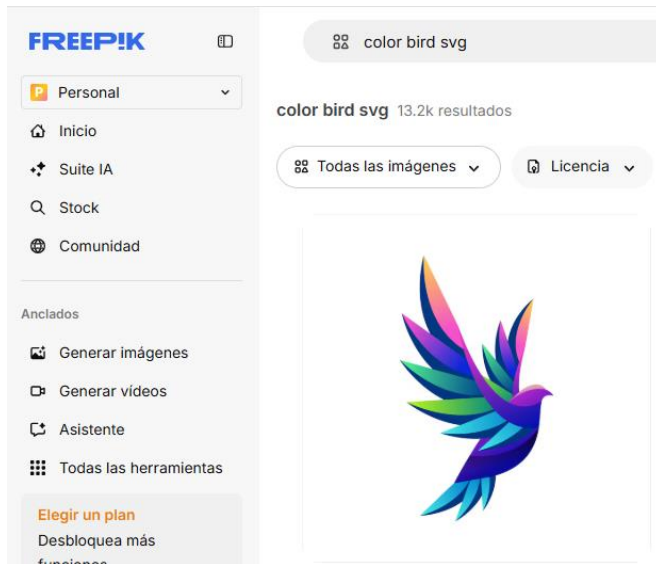 FREEP!K
color bird svg
P Personal
color bird svg 13.2k resultados
Inicio
Todas las imágenes
Licencia
Suite IA
Stock
Comunidad
Anclados
Generar imágenes
Generar vídeos
Asistente
Todas las herramientas
Elegir un plan
Desbloquea más
funciones